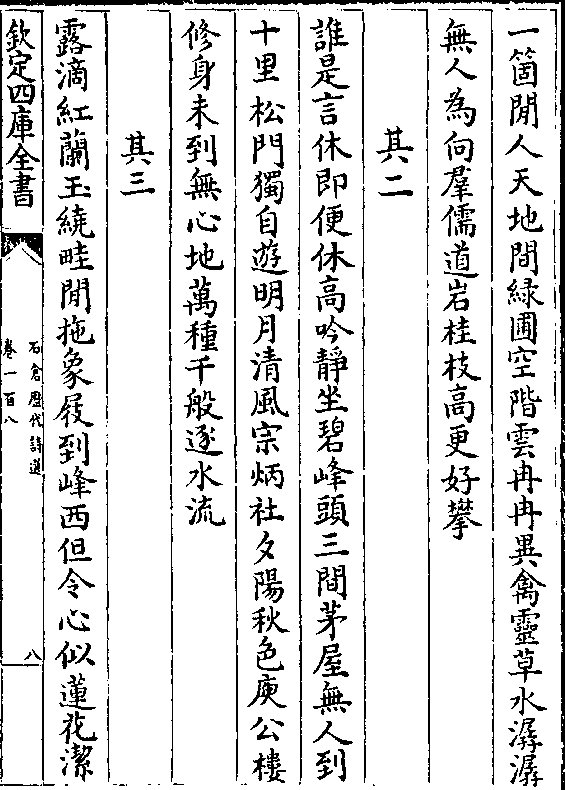 一箇閒人天地間緑圃空階雲冉冉異禽靈草水潺潺
無人為向羣儒道岩桂枝高更好攀
其二
誰是言休即便休高吟靜坐碧峰頭三間茅屋無人到
十里松門獨自遊明月清風宗炳社夕陽秋色庾公樓
修身未到無心地萬種千般逐水流
其三
露滴紅蘭玉繞畦閒拖象屐到峰西但令心似蓮花潔
欽定四庫全書
石倉歷代詩選
卷一百八
八